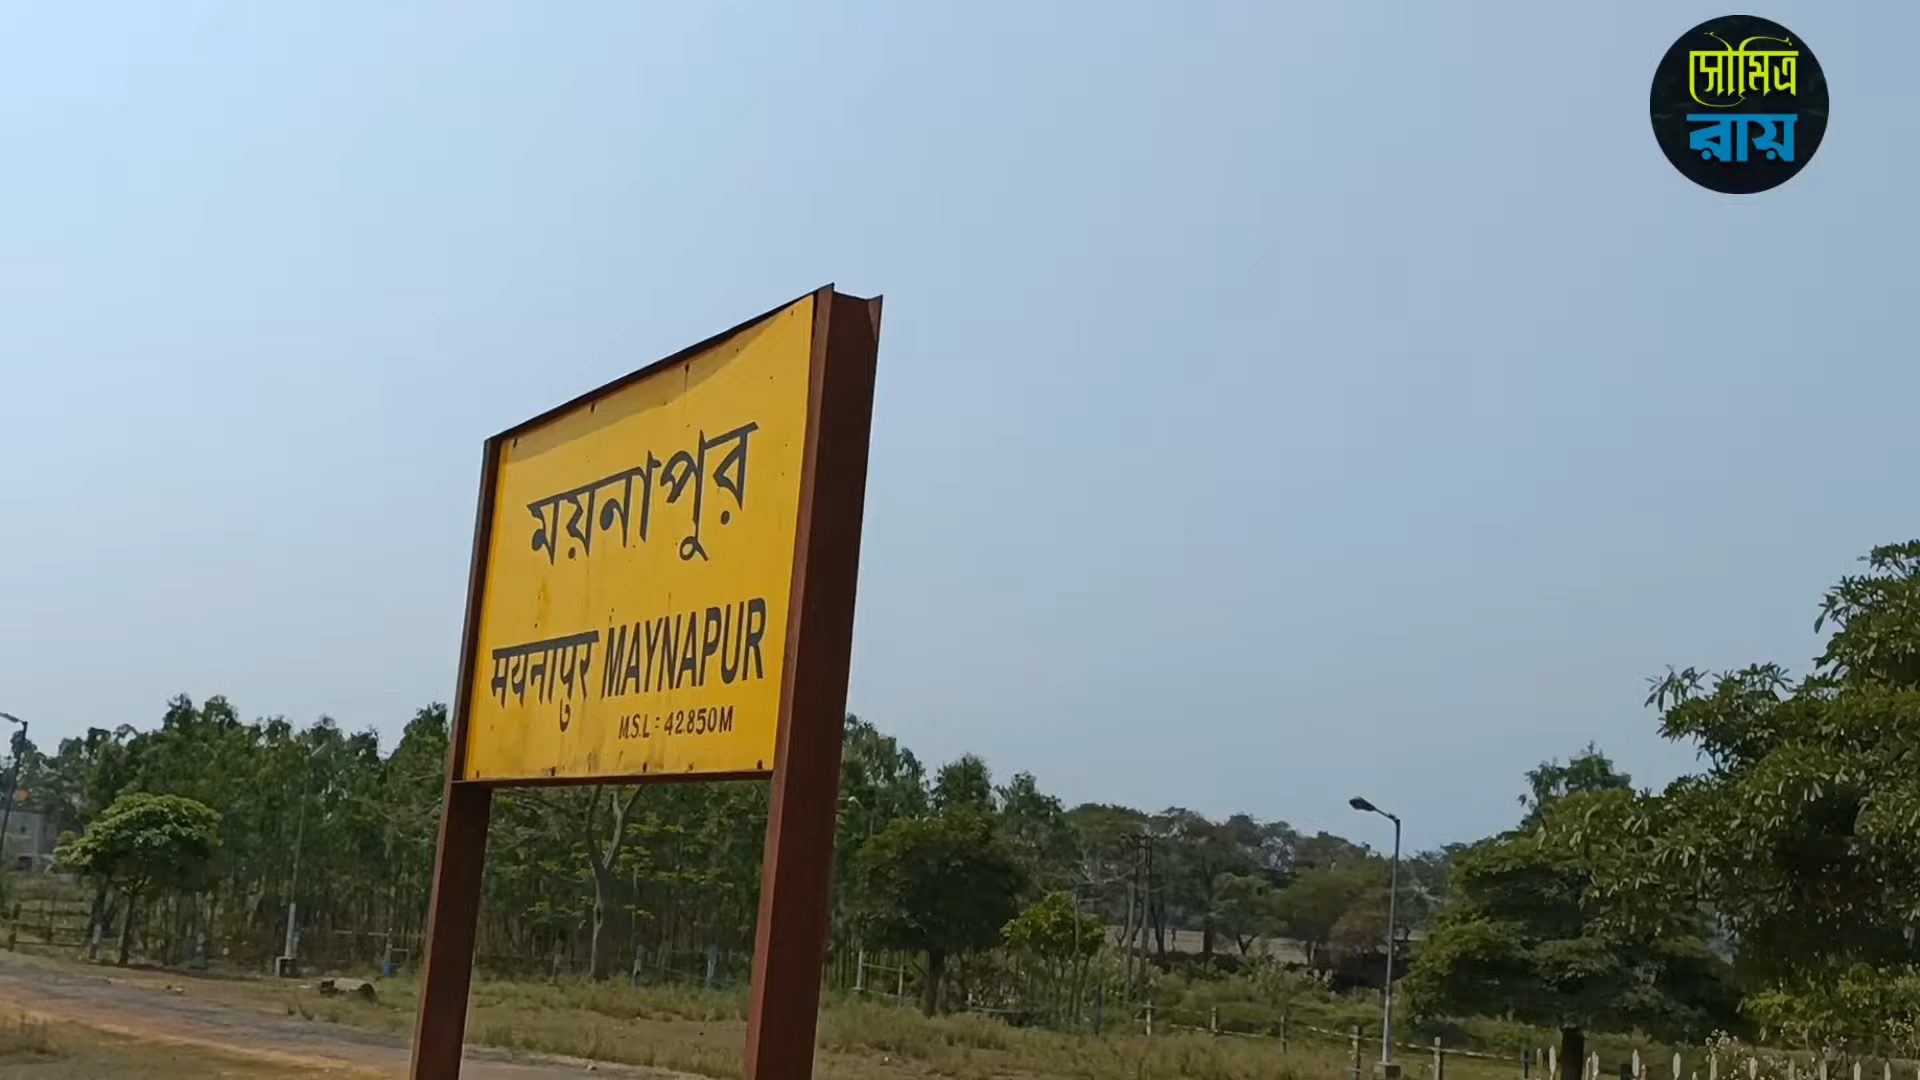 সৌমিত্র
রায়
ময়নাপুর
मयनापुर MAYNAPUR
M.S.L = 42.850M